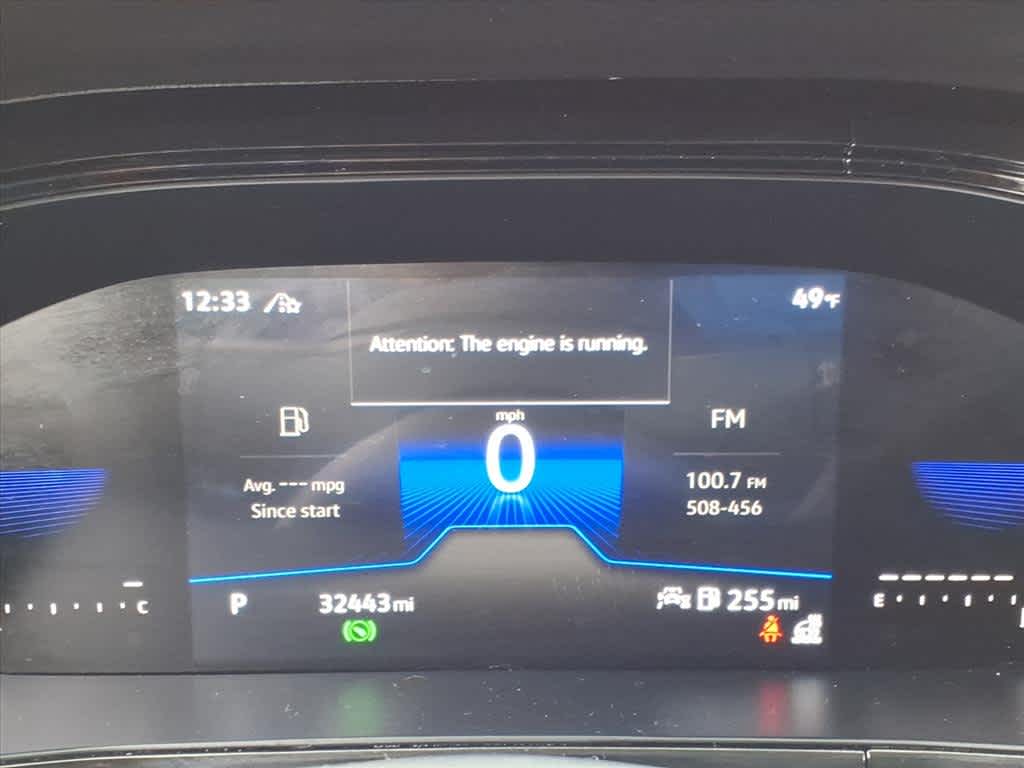 12:33
49°F
Attention: The engine is running.
mph
0
FM
Avg. --- mpg
Since start
100.7 FM
508-456
C
P
32443 mi
255 mi
E